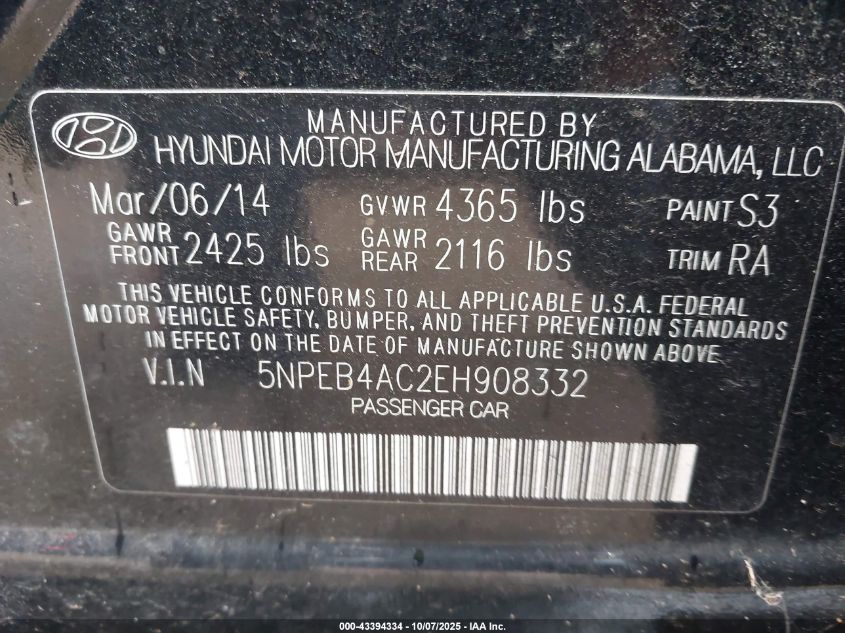 MANUFACTURED BY
HYUNDAI MOTOR MANUFACTURING ALABAMA, LLC
Mar/06/14 GVWR 4365 lbs PAINT S3
GAWR FRONT 2425 lbs GAWR REAR 2116 lbs TRIM RA
THIS VEHICLE CONFORMS TO ALL APPLICABLE U.S.A. FEDERAL
MOTOR VEHICLE SAFETY, BUMPER, AND THEFT PREVENTION STANDARDS
IN EFFECT ON THE DATE OF MANUFACTURE SHOWN ABOVE
V.I.N 5NPEB4AC2EH908332
PASSENGER CAR
000-43394334 - 10/07/2025 - IAA Inc.